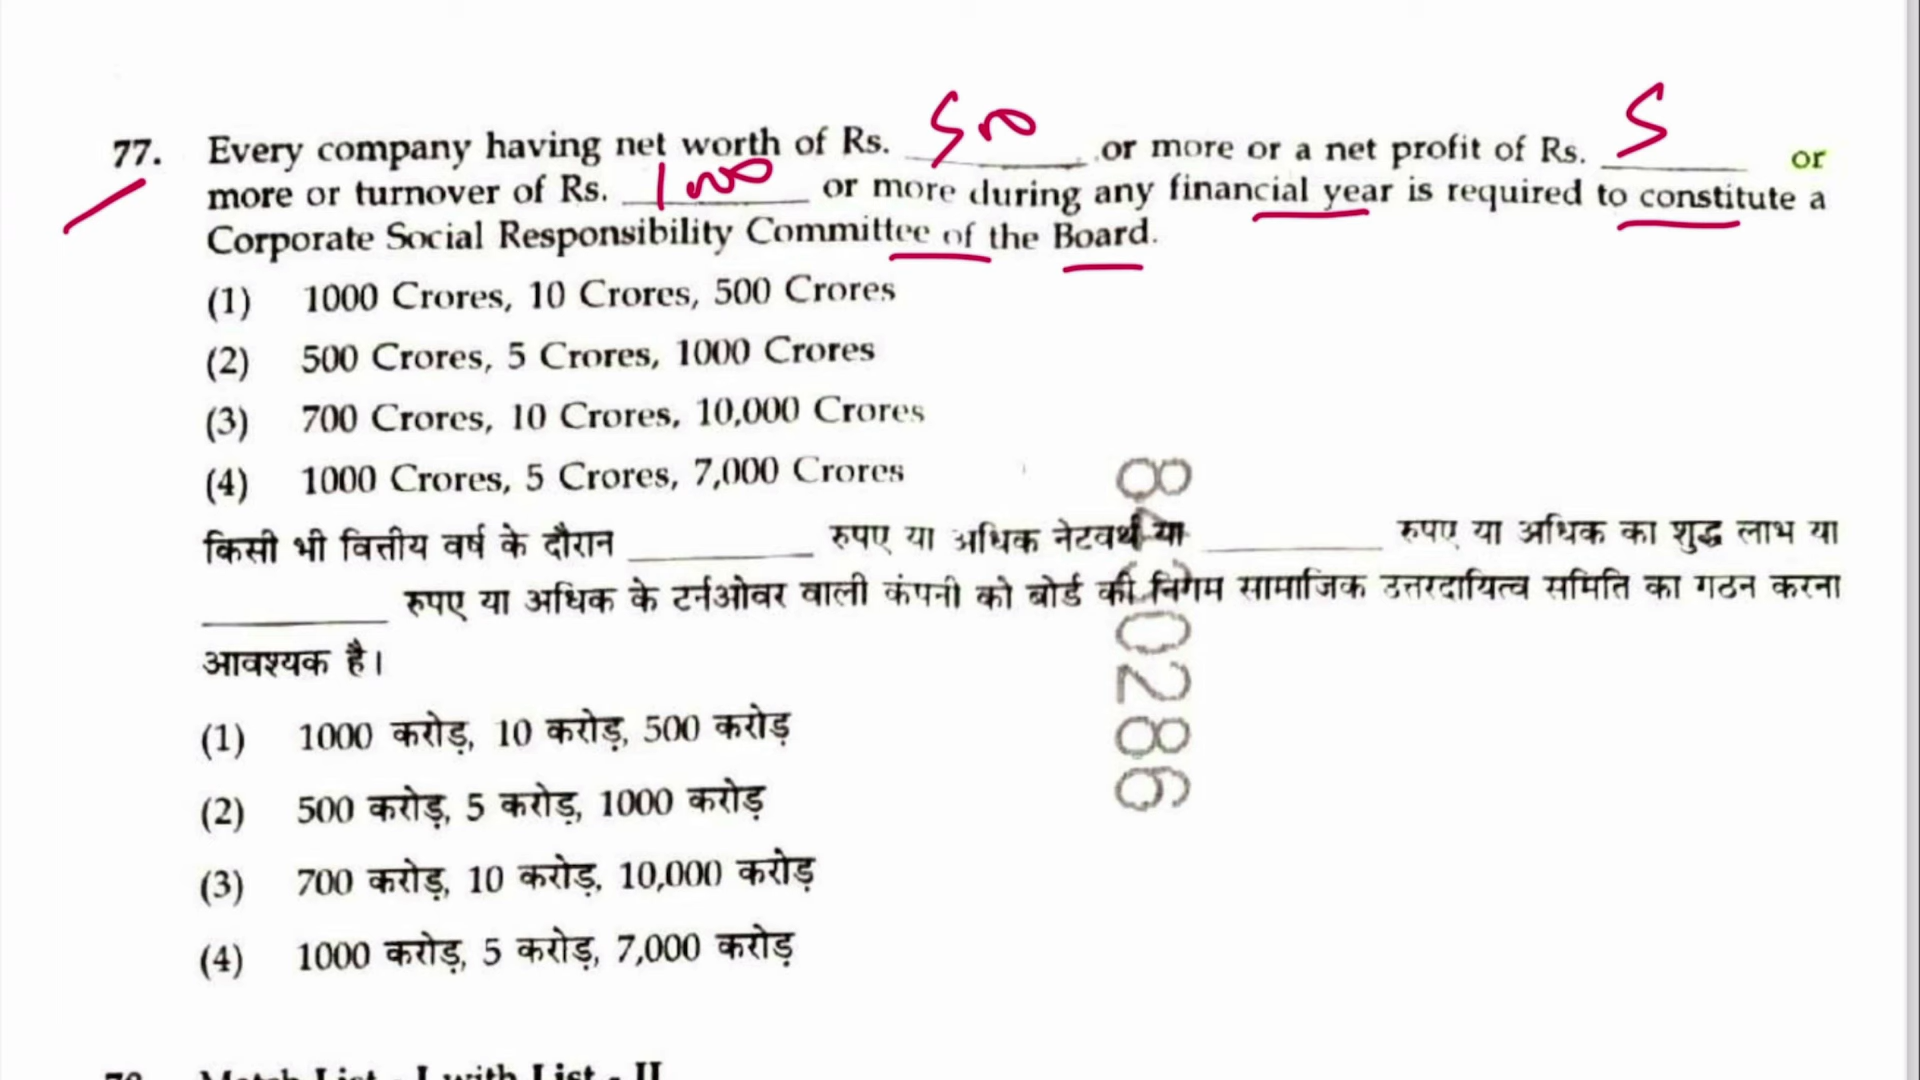 77. Every company having net worth of Rs. 500 or more or a net profit of Rs. 5 or
more or turnover of Rs. 1000 or more during any financial year is required to constitute a
Corporate Social Responsibility Committee of the Board.
(1) 1000 Crores, 10 Crores, 500 Crores
(2) 500 Crores, 5 Crores, 1000 Crores
(3) 700 Crores, 10 Crores, 10,000 Crores
(4) 1000 Crores, 5 Crores, 7,000 Crores
किसी भी वित्तीय वर्ष के दौरान ________ रुपए या अधिक नेटवर्थ या ________ रुपए या अधिक का शुद्ध लाभ या
________ रुपए या अधिक के टर्नओवर वाली कंपनी को बोर्ड की निगम सामाजिक उत्तरदायित्व समिति का गठन करना
आवश्यक है।
(1) 1000 करोड़, 10 करोड़, 500 करोड़
(2) 500 करोड़, 5 करोड़, 1000 करोड़
(3) 700 करोड़, 10 करोड़, 10,000 करोड़
(4) 1000 करोड़, 5 करोड़, 7,000 करोड़
Match List - I with List - II